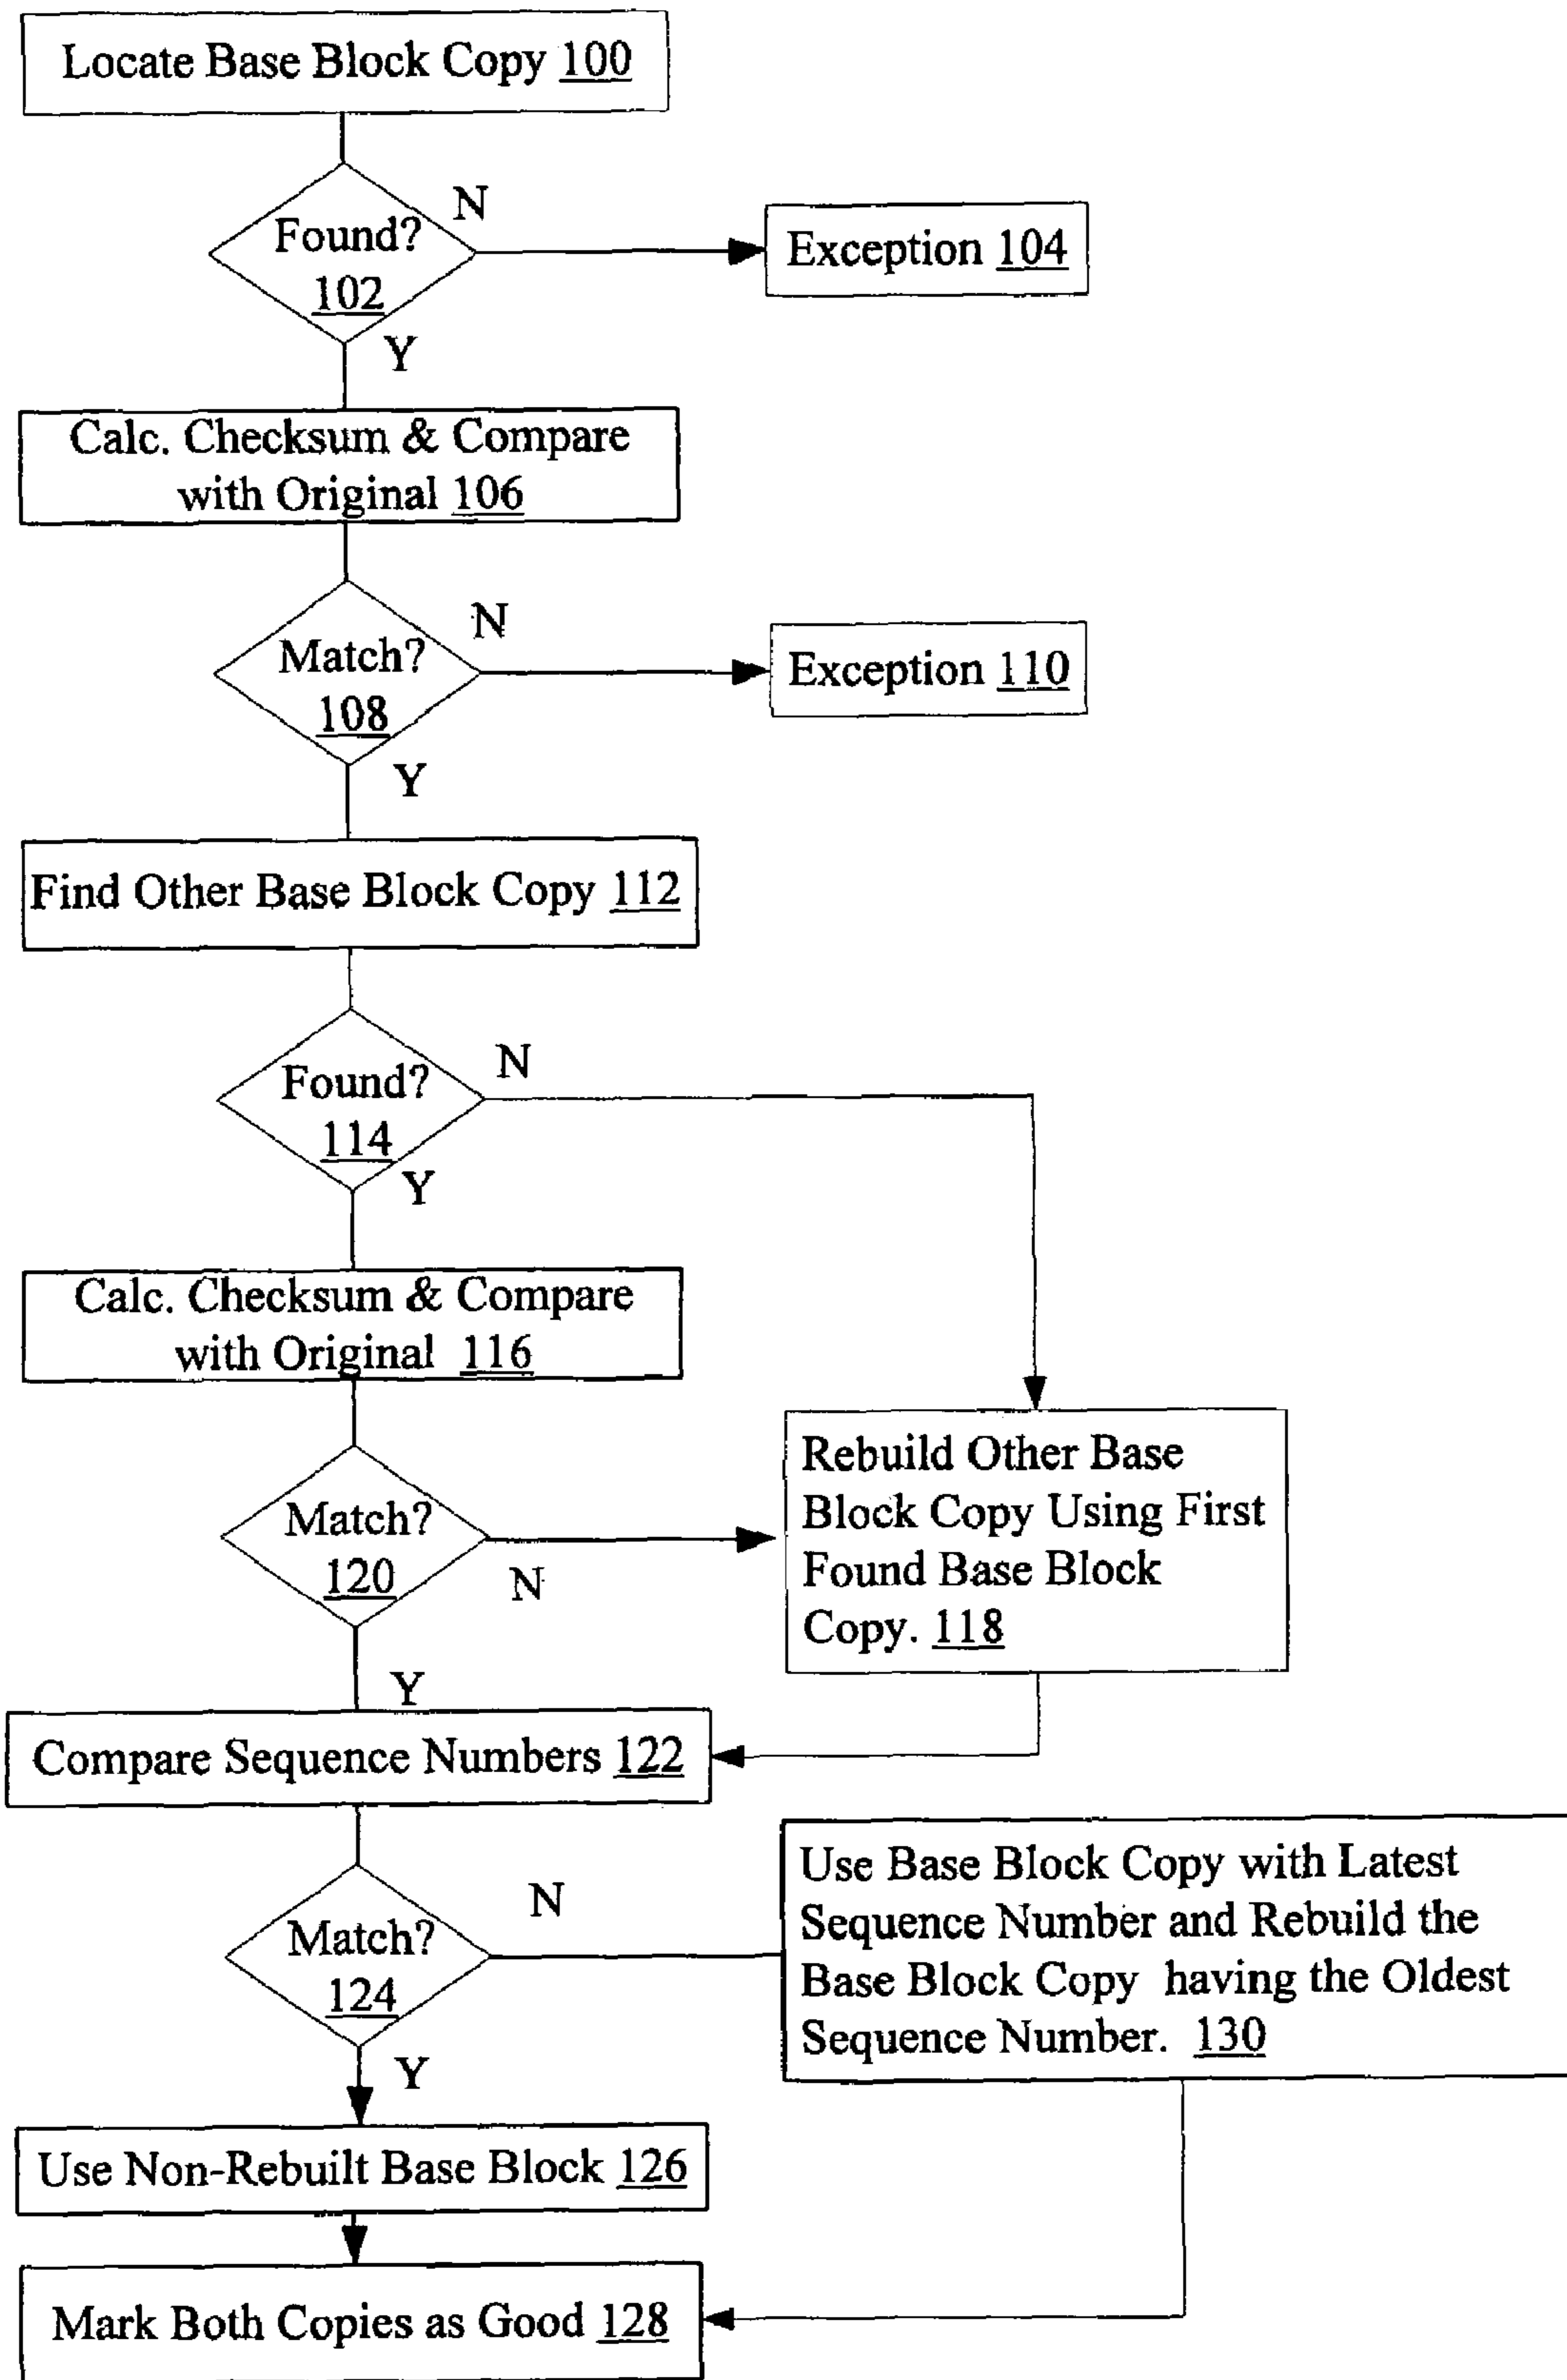 Locate Base Block Copy 100
N
Found?
102
Exception 104
Y
Calc. Checksum & Compare
with Original 106
N
Match?
108
Exception 110
Y
Find Other Base Block Copy 112
N
Found?
114
Y
Calc. Checksum & Compare
with Original 116
Match?
120
N
Rebuild Other Base
Block Copy Using First
Found Base Block
Copy. 118
Y
Compare Sequence Numbers 122
N
Match?
124
Use Base Block Copy with Latest
Sequence Number and Rebuild the
Base Block Copy having the Oldest
Sequence Number. 130
Y
Use Non-Rebuilt Base Block 126
Mark Both Copies as Good 128